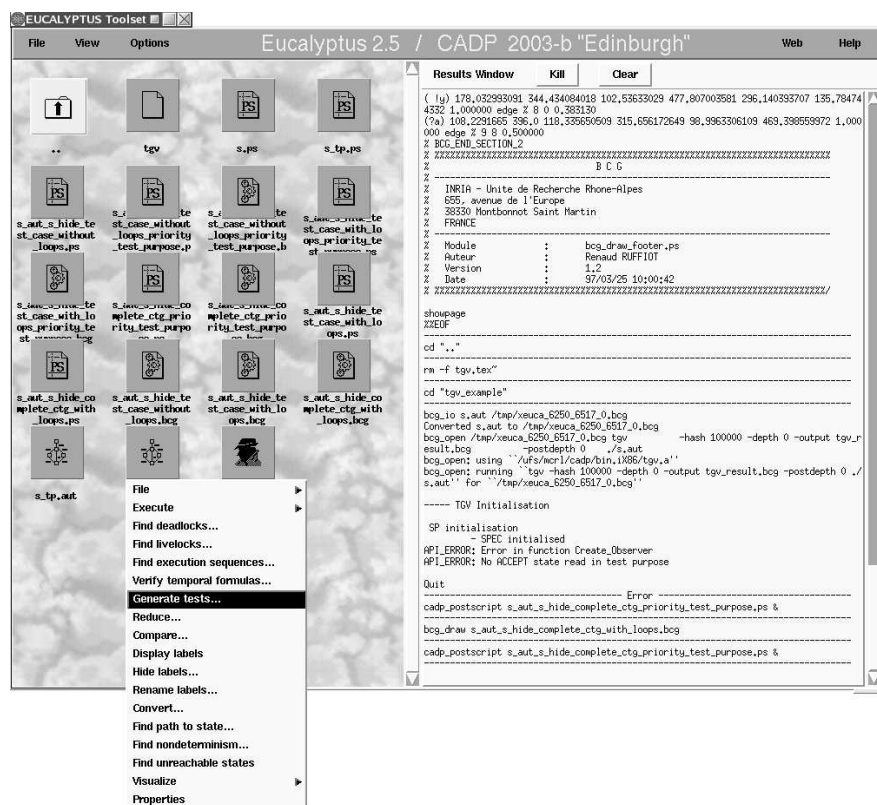 EUCALYPTUS Toolset
File View Options Eucalyptus 2.5 / CADP 2003-b "Edinburgh" Web Help
..
tgv
s.ps
s_tp.ps
s_aut_s_hide_te
st_case_without
_loops.ps
te
st_case_without
_loops_priority
_test_purpose.p
te
st_case_without
_loops_priority
_test_purpose.b
te
st_case_with_lo
ops_priority_te
te
st_case_with_lo
ops_priority_te
co
mplete_ctg_prio
rity_test_purpo
co
mplete_ctg_prio
rity_test_purpo
s_aut_s_hide_te
st_case_with_lo
ops.ps
s_aut_s_hide_co
mplete_ctg_with
_loops.ps
s_aut_s_hide_te
st_case_without
_loops.bcg
s_aut_s_hide_te
st_case_with_lo
ops.bcg
s_aut_s_hide_co
mplete_ctg_with
_loops.bcg
s_tp.aut
File
Execute
Find deadlocks...
Find livelocks...
Find execution sequences...
Verify temporal formulas...
Generate tests...
Reduce...
Compare...
Display labels
Hide labels...
Rename labels...
Convert...
Find path to state...
Find nondeterminism...
Find unreachable states
Visualize
Properties
Results Window Kill Clear
( !y) 178.032993091 344.434084018 102.53633029 477.807003581 296.140393707 135.78474
4332 1.000000 edge % 8 0 0.383130
(?a) 108.2291665 396.0 118.335650509 315.656172649 98.9963306109 469.398559972 1.000
000 edge % 9 8 0.500000
% BCG_END_SECTION_2
% B C G
% INRIA - Unite de Recherche Rhone-Alpes
% 655, avenue de l'Europe
% 38330 Montbonnot Saint Martin
% FRANCE
% Module : bcg_draw_footer.ps
% Auteur : Renaud RUFFIOT
% Version : 1.2
% Date : 97/03/25 10:00:42
showpage
%%EOF
cd ".."
rm -f tgv.tex~
cd "tgv_example"
bcg_io s.aut /tmp/xeuca_6250_6517_0.bcg
Converted s.aut to /tmp/xeuca_6250_6517_0.bcg
bcg_open /tmp/xeuca_6250_6517_0.bcg tgv -hash 100000 -depth 0 -output tgv_r
esult.bcg -postdepth 0 ./s.aut
bcg_open: using ``/ufs/mcrl/cadp/bin.iX86/tgv.a''
bcg_open: running ``tgv -hash 100000 -depth 0 -output tgv_result.bcg -postdepth 0 ./
s.aut'' for ``/tmp/xeuca_6250_6517_0.bcg''
----- TGV Initialisation
SP initialisation
- SPEC initialised
API_ERROR: Error in function Create_Observer
API_ERROR: No ACCEPT state read in test purpose
Quit
Error
cadp_postscript s_aut_s_hide_complete_ctg_priority_test_purpose.ps &
bcg_draw s_aut_s_hide_complete_ctg_with_loops.bcg
cadp_postscript s_aut_s_hide_complete_ctg_priority_test_purpose.ps &